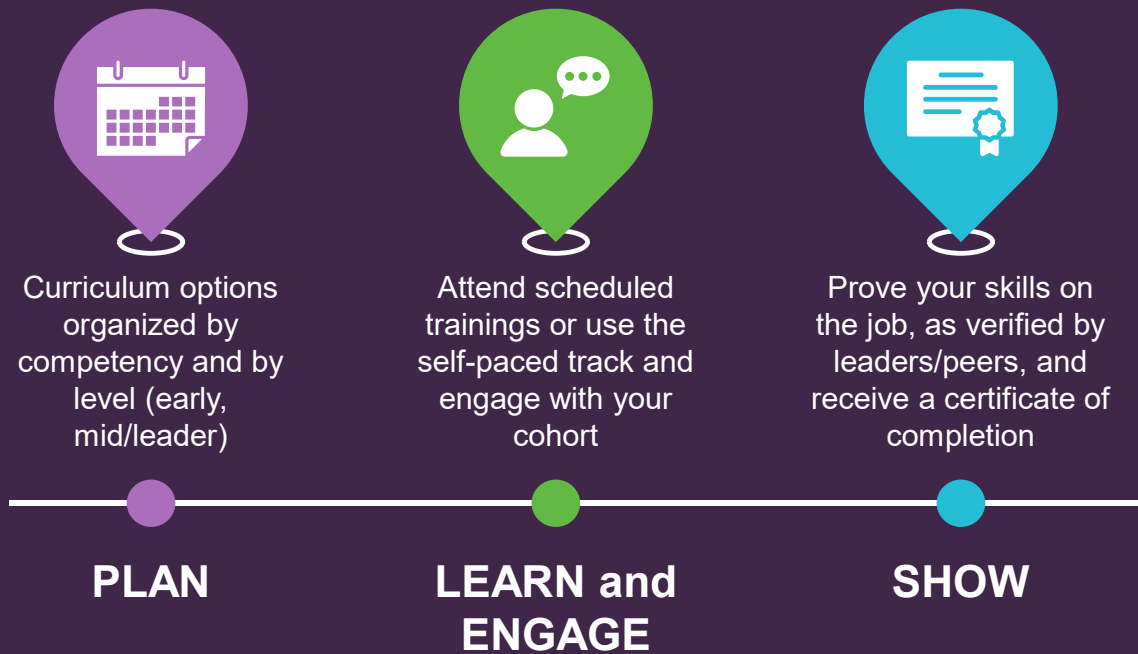 Curriculum options
organized by
competency and by
level (early,
mid/leader)
Attend scheduled
trainings or use the
self-paced track and
engage with your
cohort
Prove your skills on
the job, as verified by
leaders/peers, and
receive a certificate of
completion
PLAN
LEARN and
ENGAGE
SHOW